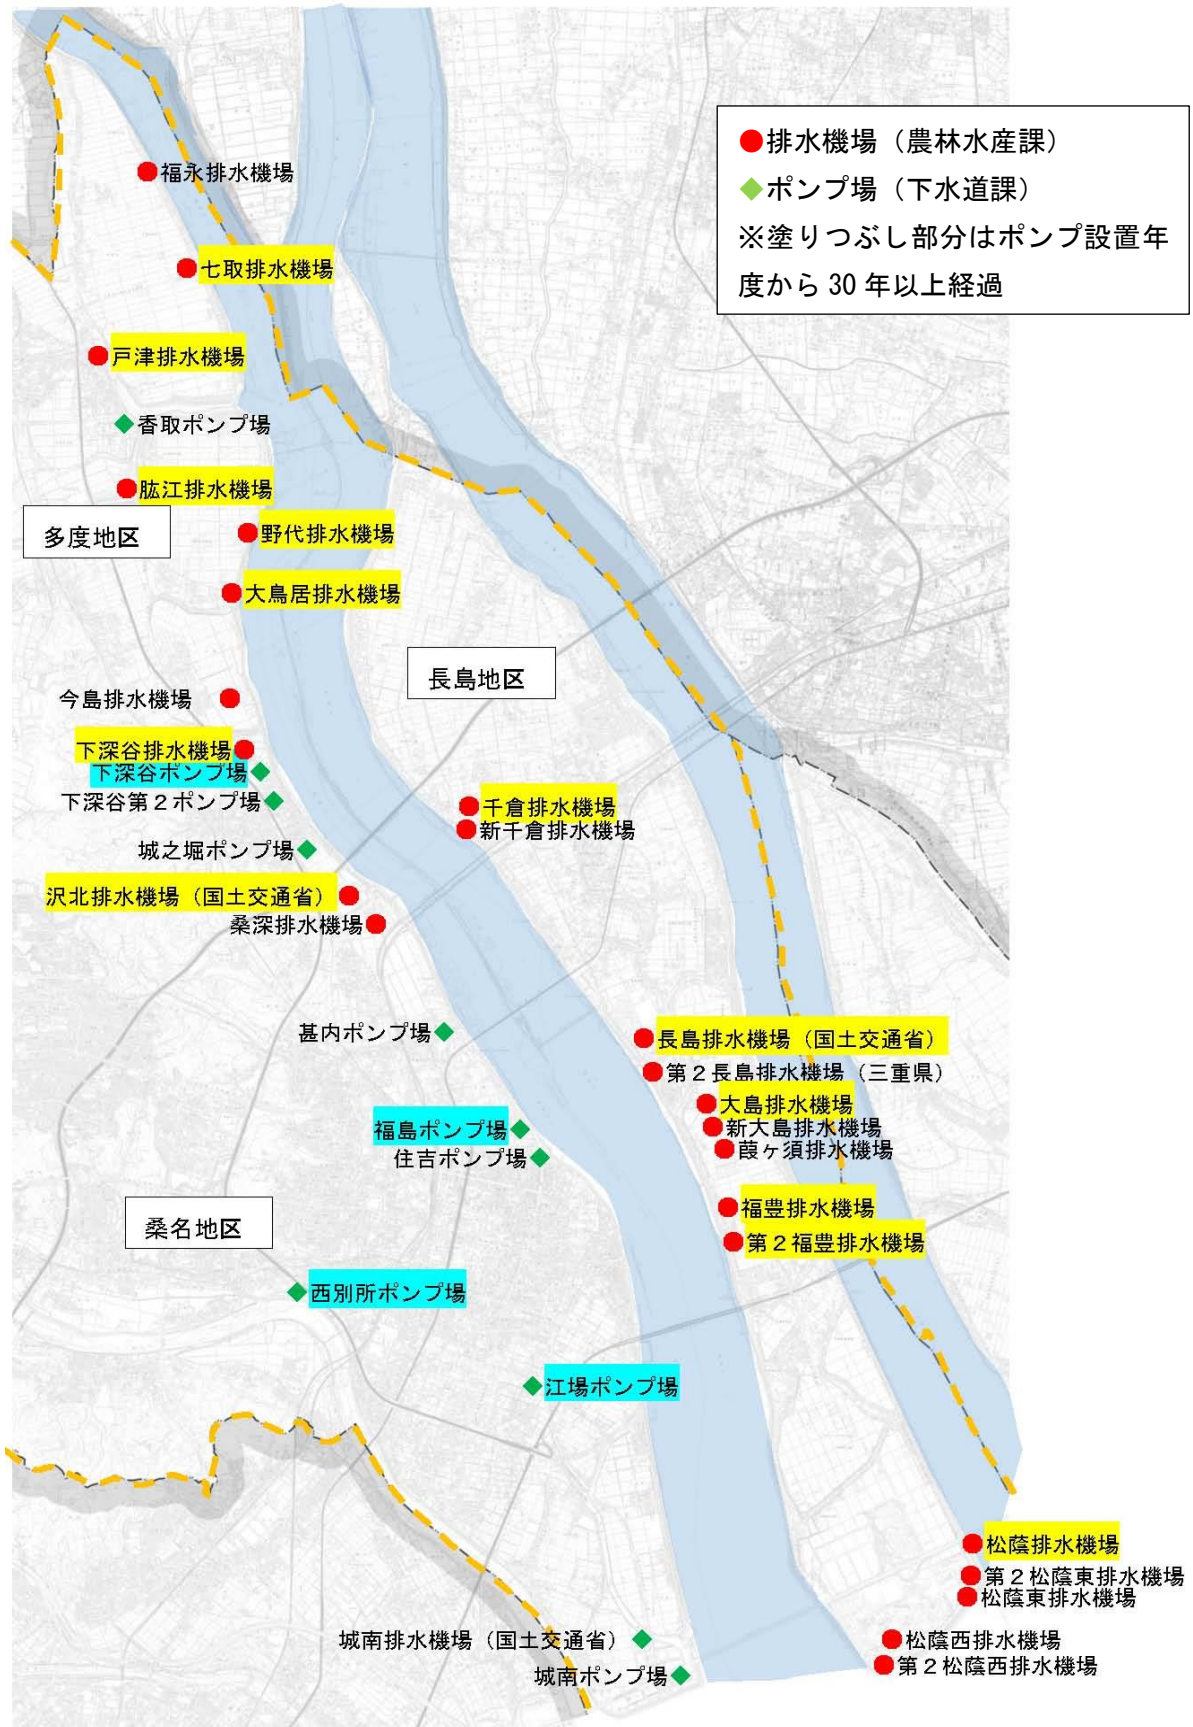 ●排水機場（農林水産課）
◆ポンプ場（下水道課）
※塗りつぶし部分はポンプ設置年
度から 30 年以上経過
福永排水機場
七取排水機場
戸津排水機場
香取ポンプ場
肱江排水機場
多度地区
野代排水機場
大鳥居排水機場
長島地区
今島排水機場
下深谷排水機場
下深谷ポンプ場
下深谷第２ポンプ場
千倉排水機場
新千倉排水機場
城之堀ポンプ場
沢北排水機場（国土交通省）
桑深排水機場
甚内ポンプ場
長島排水機場（国土交通省）
第２長島排水機場（三重県）
大島排水機場
新大島排水機場
葭ヶ須排水機場
福島ポンプ場
住吉ポンプ場
福豊排水機場
第２福豊排水機場
桑名地区
西別所ポンプ場
江場ポンプ場
松蔭排水機場
第２松蔭東排水機場
松蔭東排水機場
城南排水機場（国土交通省）
松蔭西排水機場
第２松蔭西排水機場
城南ポンプ場